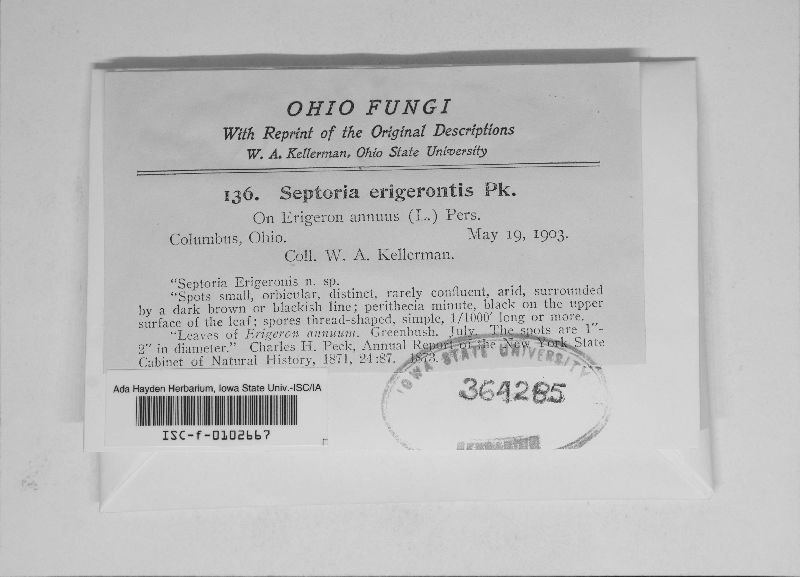 OHIO FUNGI
With Reprint of the Original Descriptions
W. A. Kellerman, Ohio State University
136. Septoria erigerontis Pk.
On Erigeron annuus (L.) Pers.
Columbus, Ohio. May 19, 1903.
Coll. W. A. Kellerman.
"Septoria Erigeronis n. sp.
"Spots small, orbicular, distinct, rarely confluent, arid, surrounded
by a dark brown or blackish line; perithecia minute, black on the upper
surface of the leaf; spores thread-shaped, simple, 1/1000′ long or more.
"Leaves of Erigeron annuum. Greenbush. July. The spots are 1″-
2″ in diameter." Charles H. Peck, Annual Report of the New York State
Cabinet of Natural History, 1871, 24:87. 1873.
IOWA STATE UNIVERSITY
364285
HERBARIUM
Ada Hayden Herbarium, Iowa State Univ.-ISC/IA
ISC-f-0102667